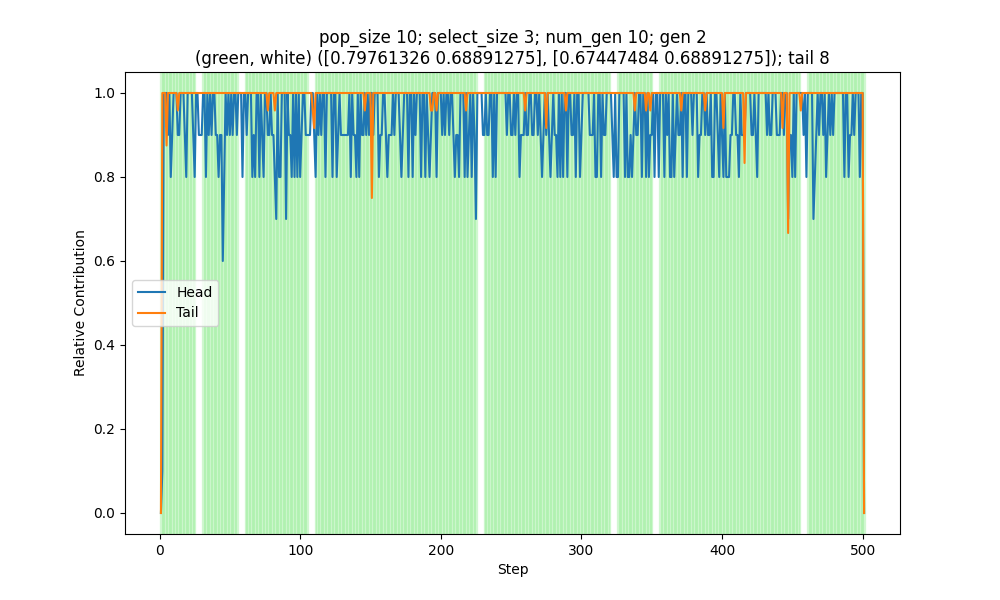 pop_size 10; select_size 3; num_gen 10; gen 2
(green, white) ([0.79761326 0.68891275], [0.67447484 0.68891275]); tail 8
1.0
0.8
0.6
0.4
0.2
0.0
Relative Contribution
Head
Tail
0
100
200
300
400
500
Step